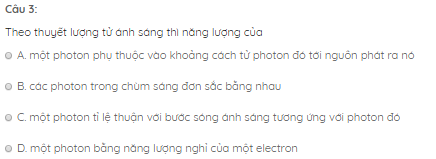 Câu 3:
Theo thuyết lượng tử ánh sáng thì năng lượng của
A. một photon phụ thuộc vào khoảng cách từ photon đó tới nguồn phát ra nó
B. các photon trong chùm sáng đơn sắc bằng nhau
C. một photon tỉ lệ thuận với bước sóng ánh sáng tương ứng với photon đó
D. một photon bằng năng lượng nghỉ của một electron